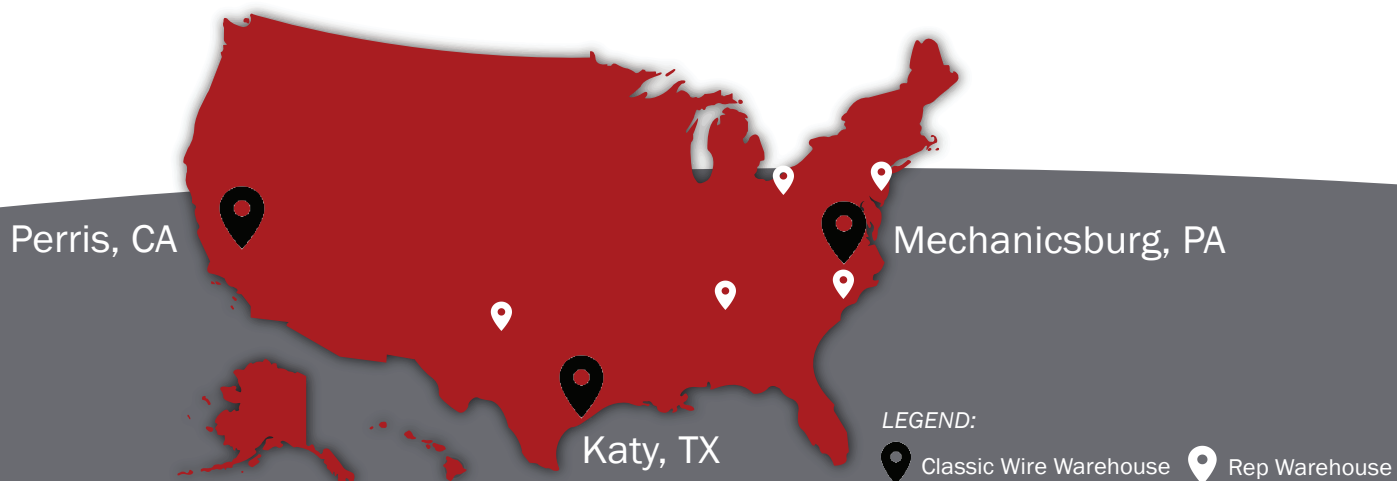 Perris, CA
Mechanicsburg, PA
Katy, TX
LEGEND:
Classic Wire Warehouse
Rep Warehouse